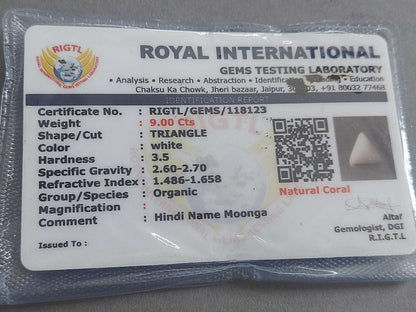 RIGTL
ROYAL INTERNATIONAL
GEMS TESTING LABORATORY
• Analysis • Research • Abstraction • Identification • Education
Chaksu Ka Chowk, Jheri bazaar, Jaipur, +91 80032 77468
IDENTIFICATION REPORT
Certificate No. : RIGTL/GEMS/118123
Weight : 9.00 Cts
Shape/Cut : TRIANGLE
Color : white
Hardness : 3.5
Specific Gravity : 2.60-2.70
Refractive Index : 1.486-1.658
Group/Species : Organic
Magnification :
Comment : Hindi Name Moonga
Issued To :
Natural Coral
Altaf
Gemologist, DGI
R.I.G.T.L